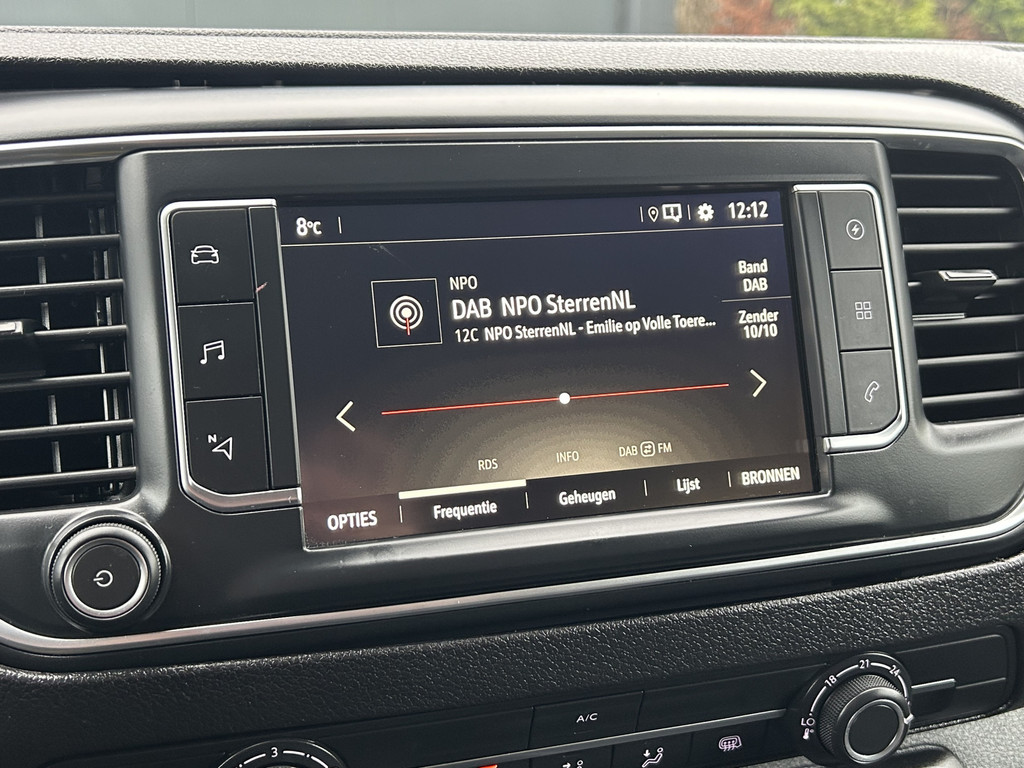 8°C
12:12
NPO
DAB NPO SterrenNL
12C NPO SterrenNL - Emilie op Volle Toere...
Band
DAB
Zender
10/10
RDS
INFO
DAB FM
OPTIES
Frequentie
Geheugen
Lijst
BRONNEN
N
A/C
3
LO
18
21
24